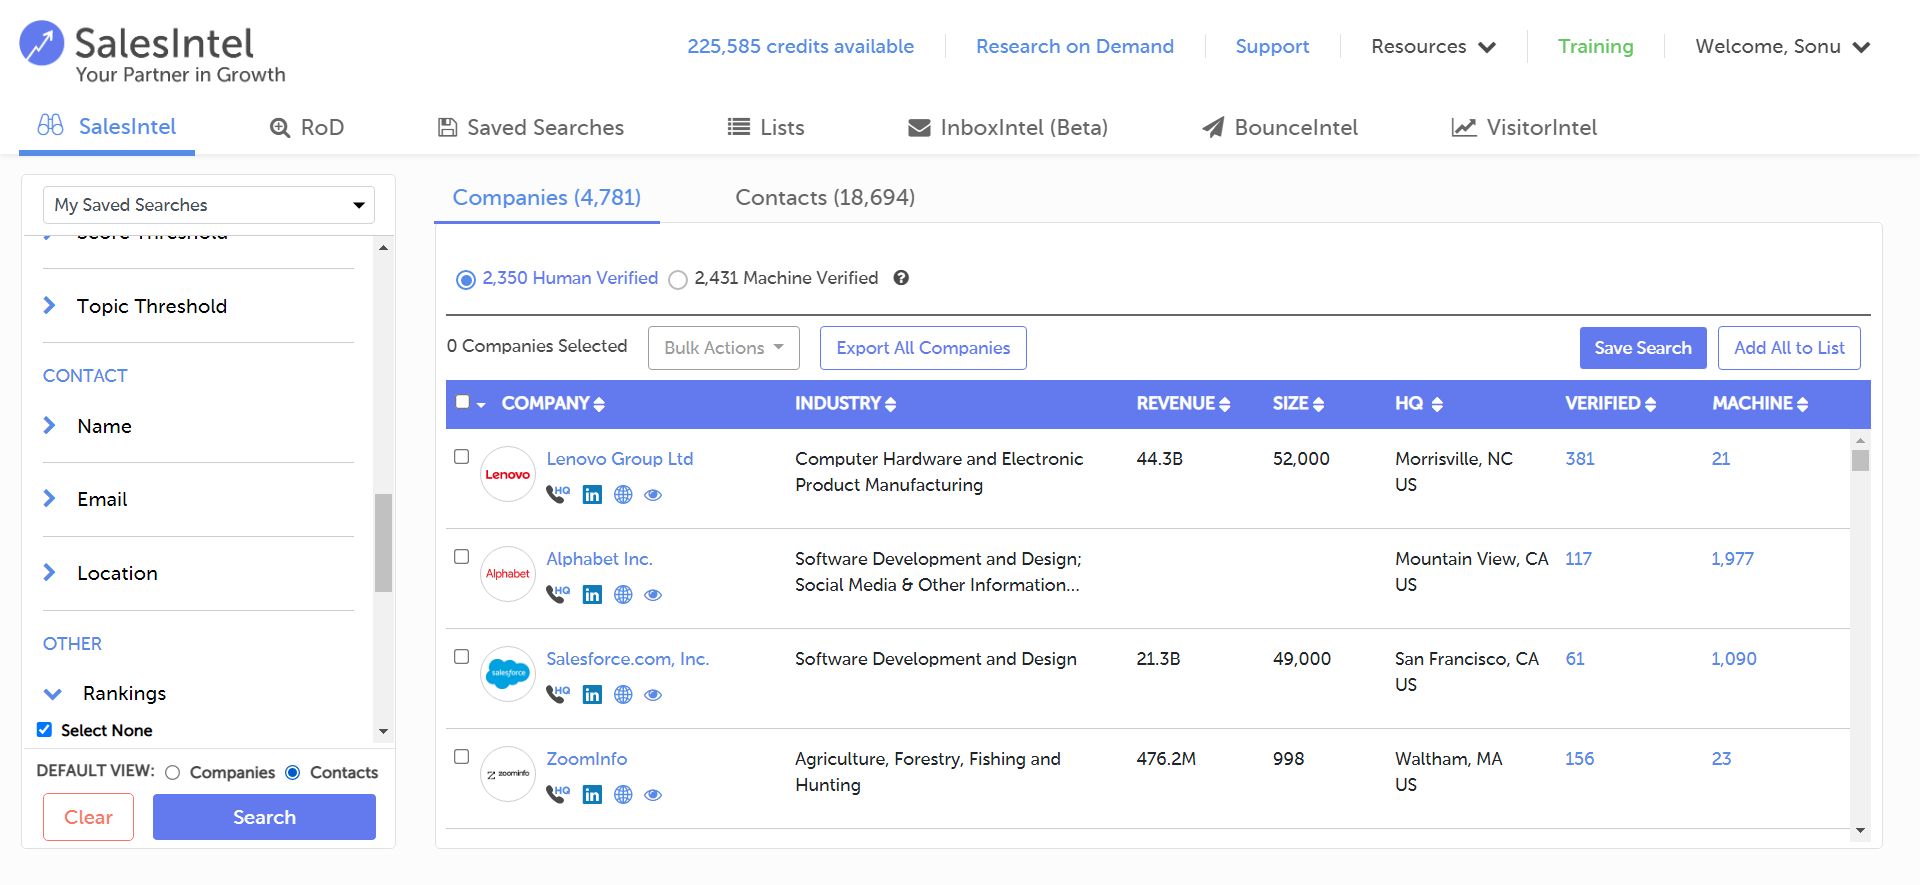 SalesIntel
Your Partner in Growth
225,585 credits available
Research on Demand
Support
Resources
Training
Welcome, Sonu
SalesIntel
RoD
Saved Searches
Lists
InboxIntel (Beta)
BounceIntel
VisitorIntel
My Saved Searches
Score Threshold
Topic Threshold
CONTACT
Name
Email
Location
OTHER
Rankings
Select None
DEFAULT VIEW: Companies Contacts
Clear
Search
Companies (4,781)
Contacts (18,694)
2,350 Human Verified
2,431 Machine Verified
0 Companies Selected
Bulk Actions
Export All Companies
Save Search
Add All to List
COMPANY INDUSTRY REVENUE SIZE HQ VERIFIED MACHINE
Lenovo
Lenovo Group Ltd
HQ
Computer Hardware and Electronic
Product Manufacturing
44.3B
52,000
Morrisville, NC
US
381
21
Alphabet
Alphabet Inc.
HQ
Software Development and Design;
Social Media & Other Information...
Mountain View, CA
US
117
1,977
salesforce
Salesforce.com, Inc.
HQ
Software Development and Design
21.3B
49,000
San Francisco, CA
US
61
1,090
zoominfo
ZoomInfo
HQ
Agriculture, Forestry, Fishing and
Hunting
476.2M
998
Waltham, MA
US
156
23